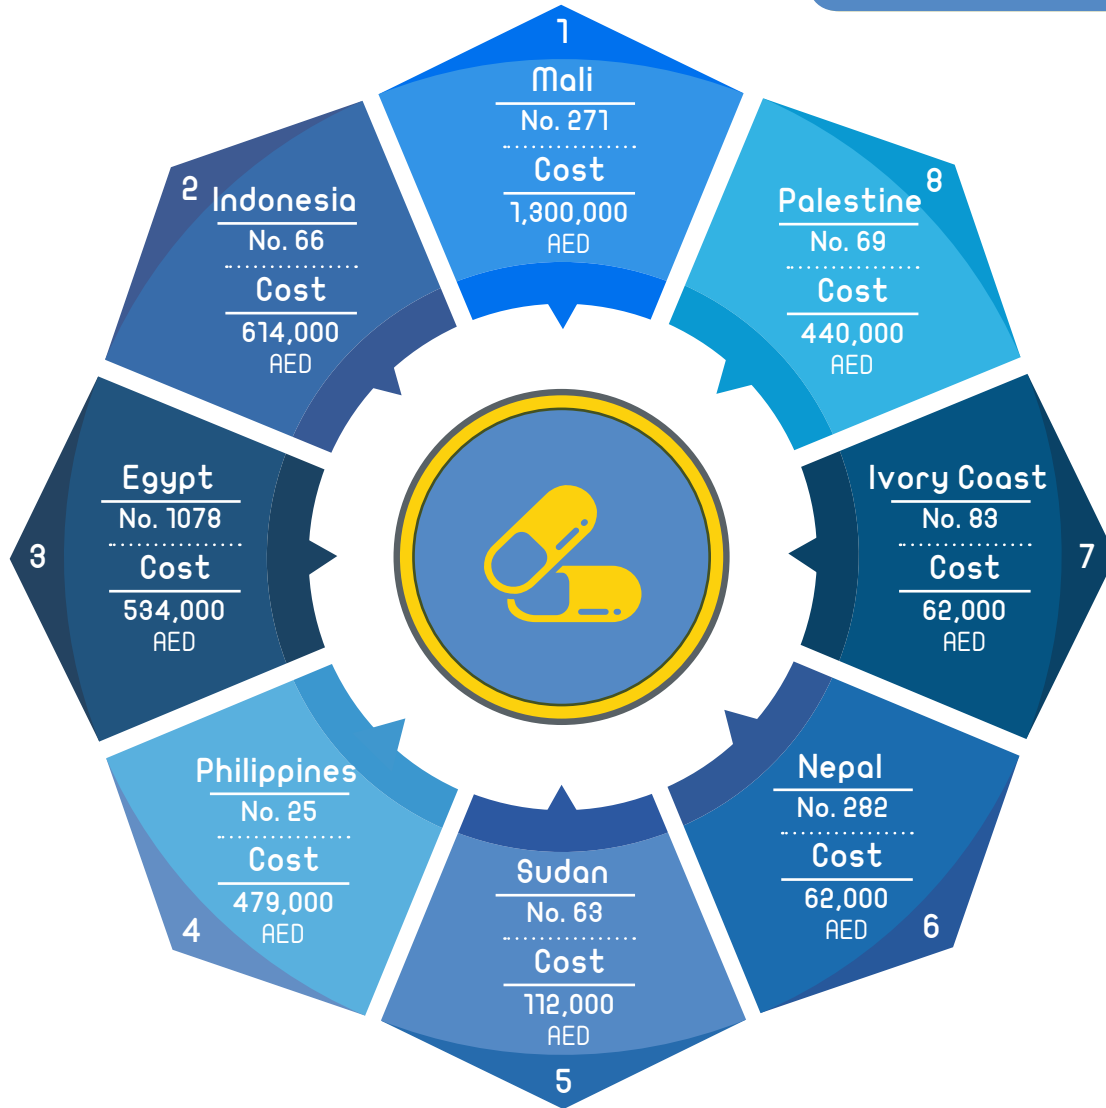 1
Mali
No. 271
Cost
1,300,000
AED
2
Indonesia
No. 66
Cost
614,000
AED
3
Egypt
No. 1078
Cost
534,000
AED
4
Philippines
No. 25
Cost
479,000
AED
5
Sudan
No. 63
Cost
112,000
AED
6
Nepal
No. 282
Cost
62,000
AED
7
Ivory Coast
No. 83
Cost
62,000
AED
8
Palestine
No. 69
Cost
440,000
AED